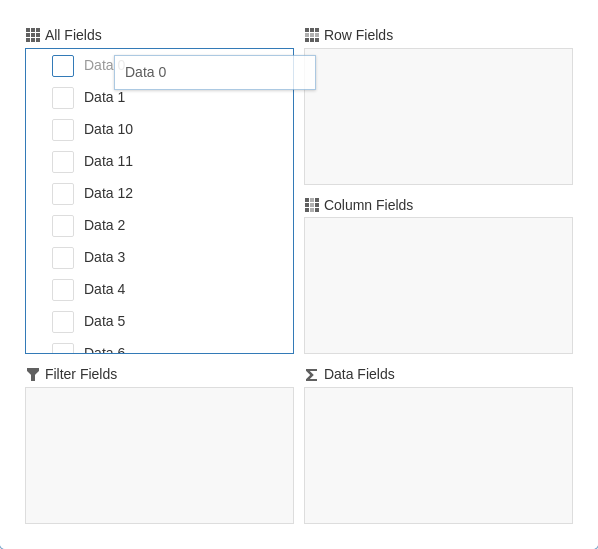 All Fields
Data 0
Data 0
Data 1
Data 10
Data 11
Data 12
Data 2
Data 3
Data 4
Data 5
Data 6
Row Fields
Column Fields
Filter Fields
Data Fields